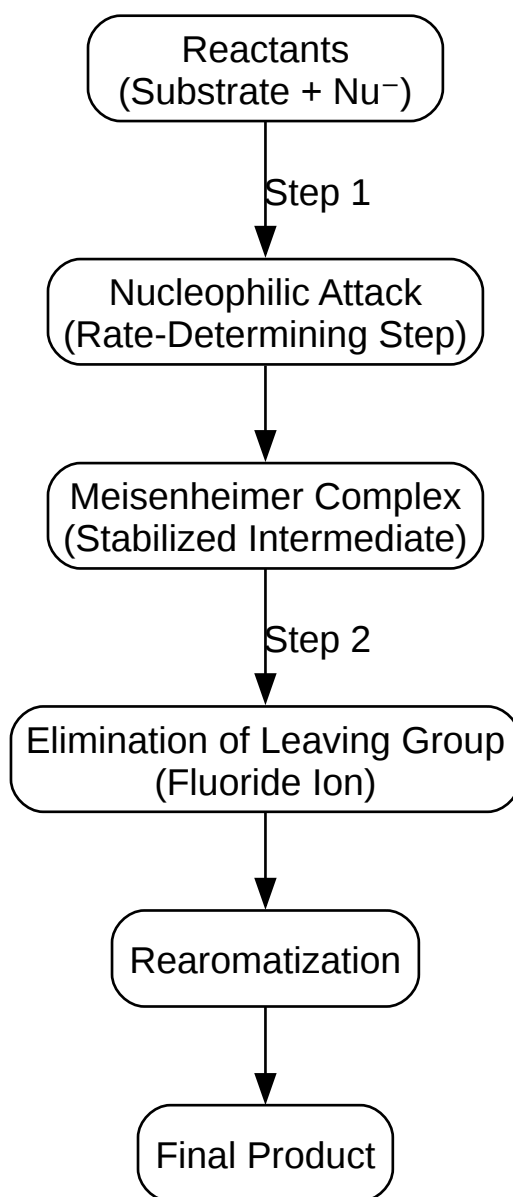 Reactants
(Substrate + Nu⁻)
Step 1
Nucleophilic Attack
(Rate-Determining Step)
Meisenheimer Complex
(Stabilized Intermediate)
Step 2
Elimination of Leaving Group
(Fluoride Ion)
Rearomatization
Final Product